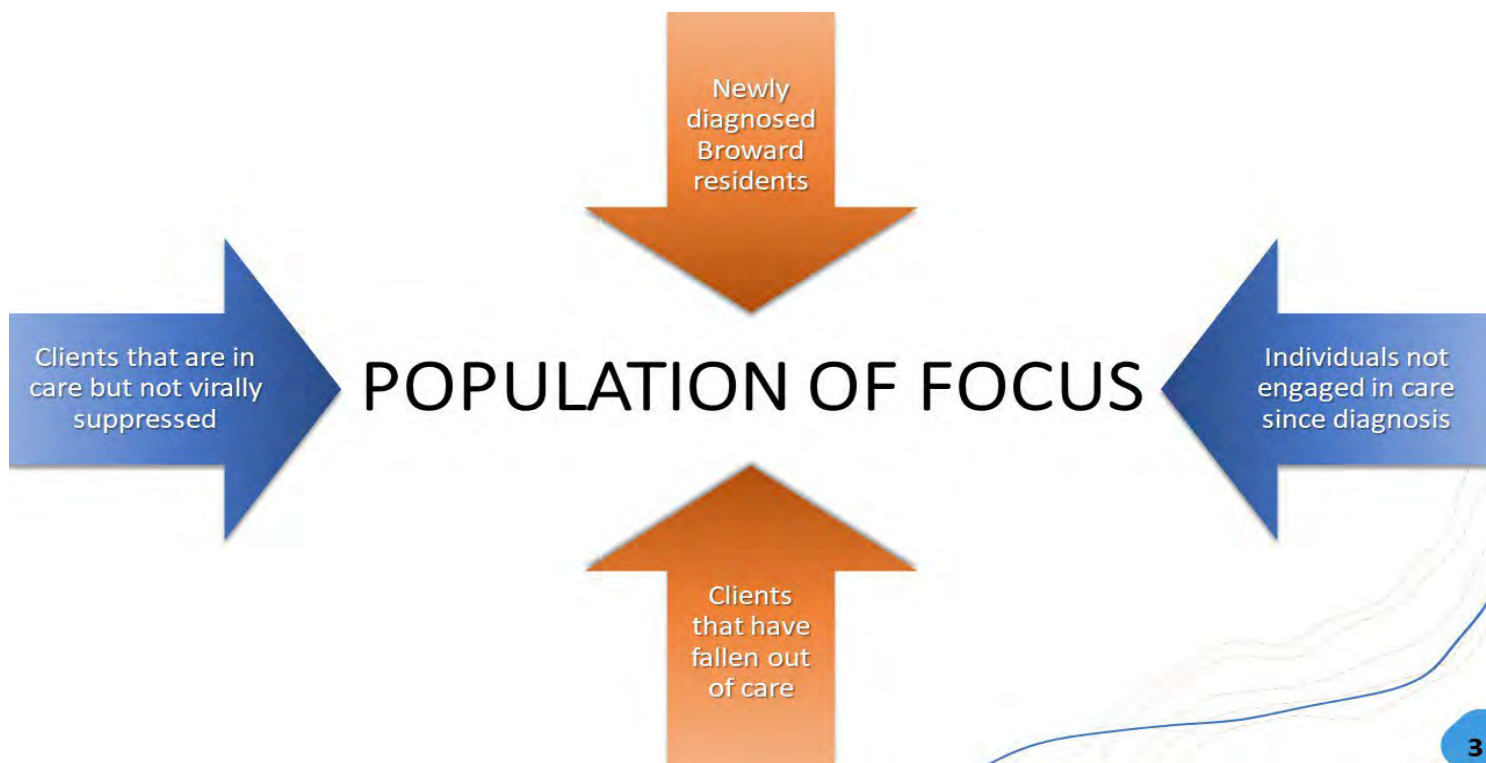 Newly
diagnosed
Broward
residents
Clients that are in
care but not virally
suppressed
POPULATION OF FOCUS
Individuals not
engaged in care
since diagnosis
Clients
that have
fallen out
of care
3